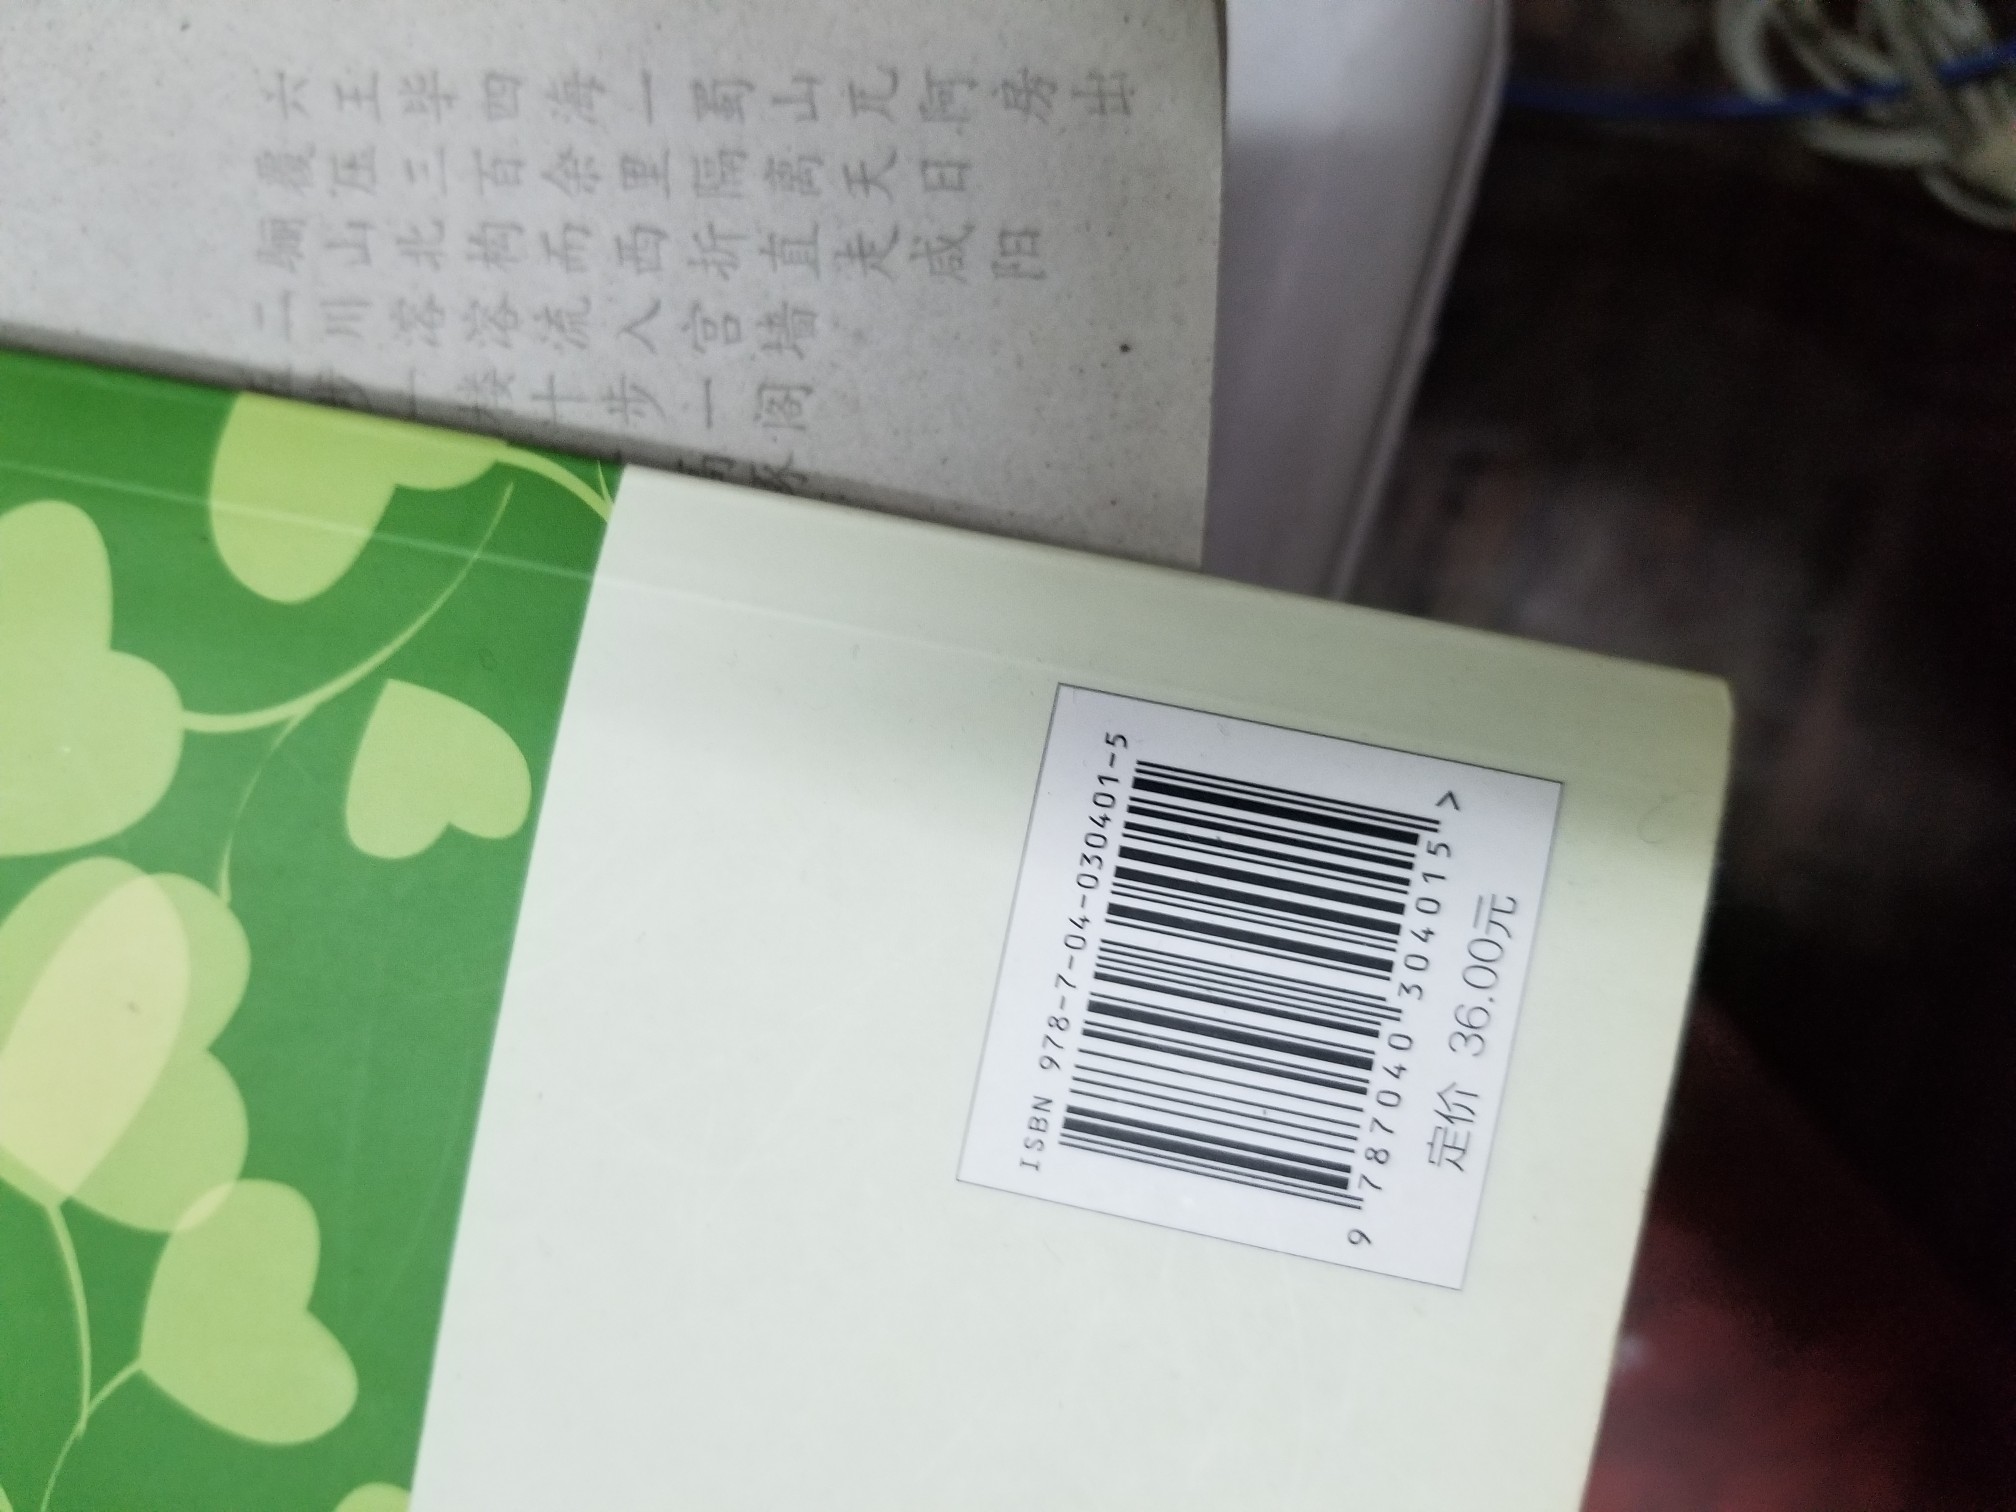 六王毕四海一蜀山兀阿房出
覆压三百余里隔离天日
骊山北构而西折直走咸阳
二川溶溶流入宫墙
步一楼十步一阁
ISBN 978-7-04-030401-5
9 787040 304015 >
定价 36.00元